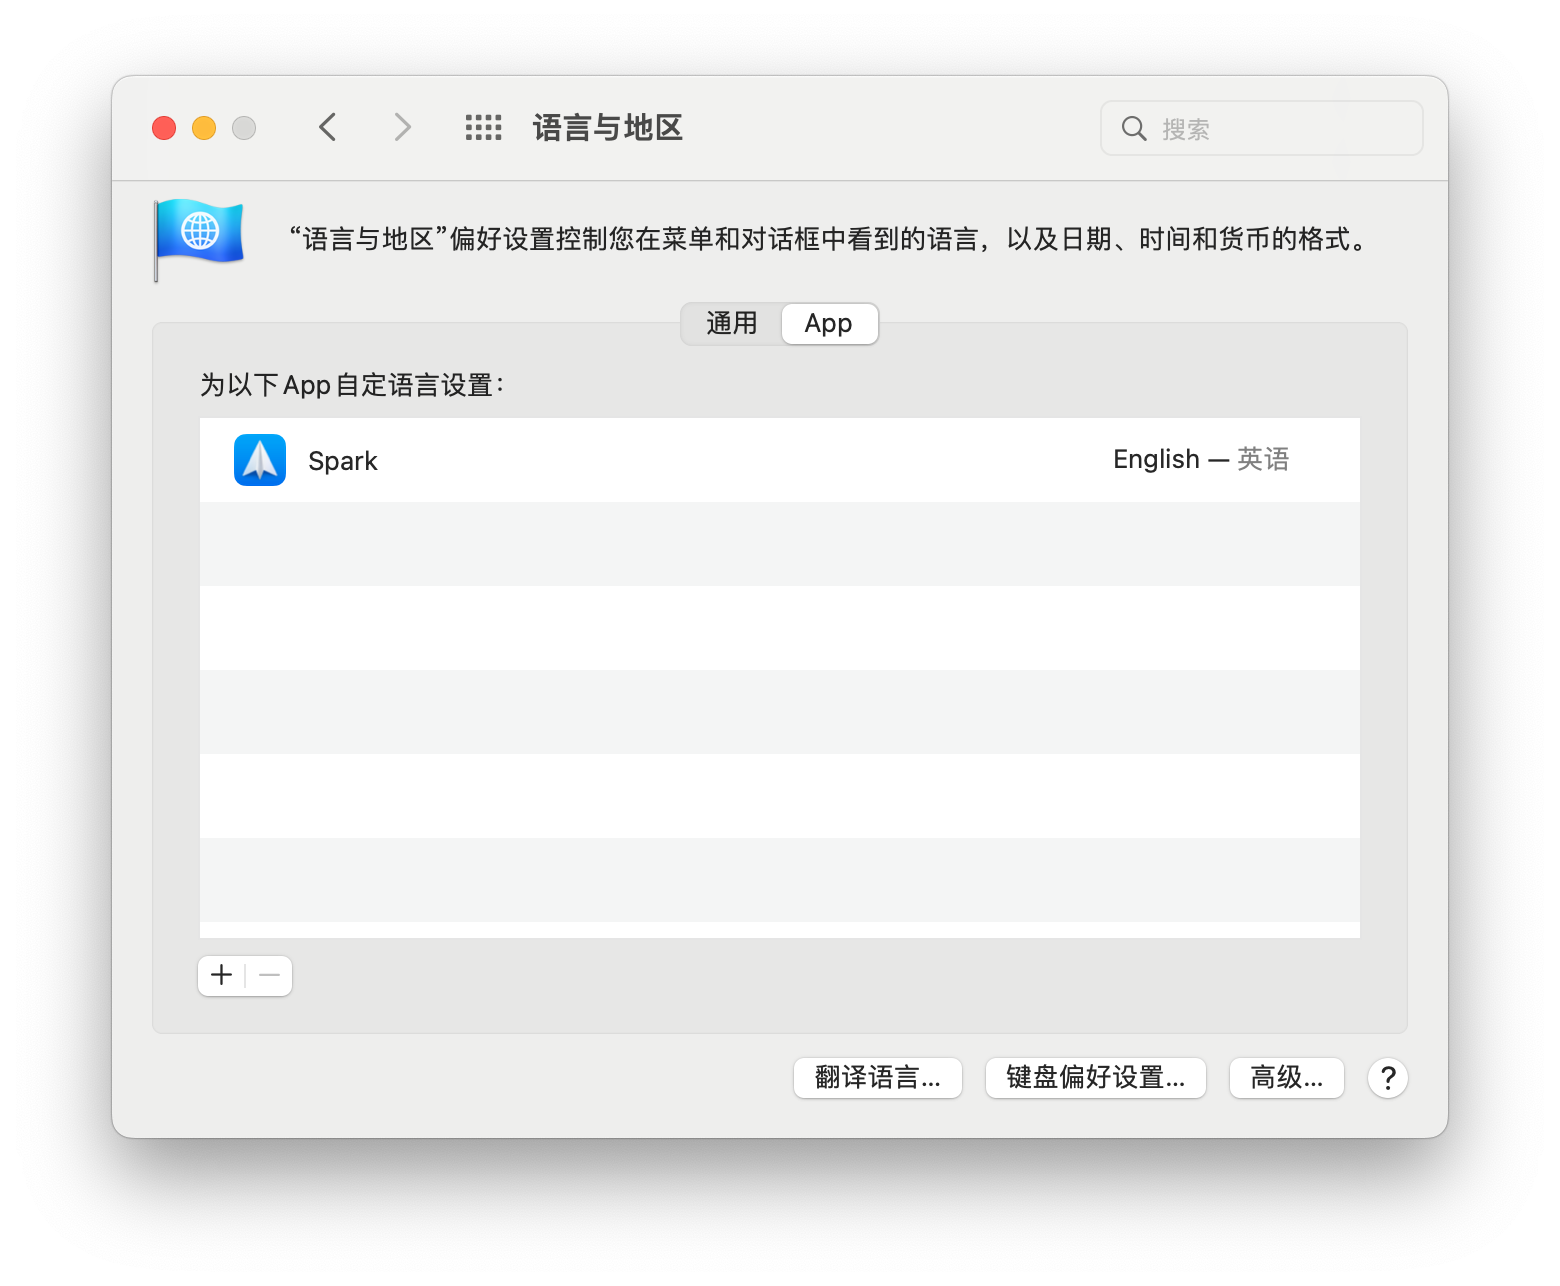 语言与地区
搜索
“语言与地区”偏好设置控制您在菜单和对话框中看到的语言，以及日期、时间和货币的格式。
通用 App
为以下App自定语言设置：
Spark English — 英语
翻译语言... 键盘偏好设置... 高级... ?